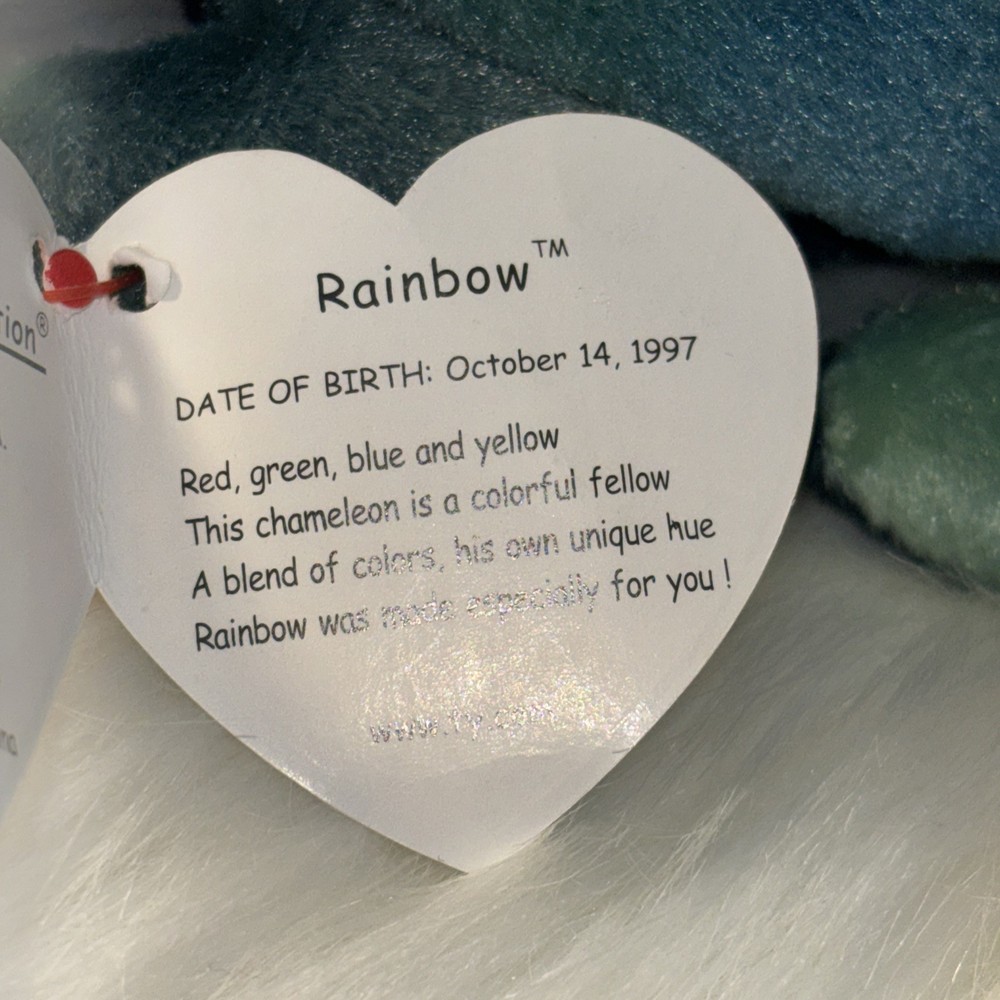 Rainbow™
DATE OF BIRTH: October 14, 1997
Red, green, blue and yellow
This chameleon is a colorful fellow
A blend of colors, his own unique hue
Rainbow was made especially for you !
www.ty.com